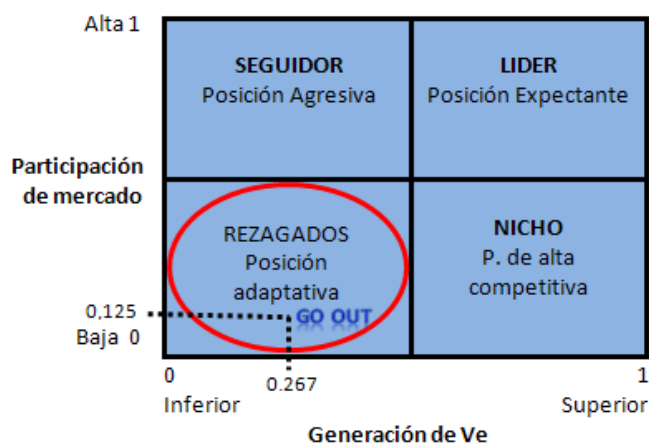 Alta 1
SEGUIDOR
Posición Agresiva
LIDER
Posición Expectante
Participación
de mercado
REZAGADOS
Posición
adaptativa
GO OUT
NICHO
P. de alta
competitiva
0,125
Baja 0
0
0.267
1
Inferior
Superior
Generación de Ve